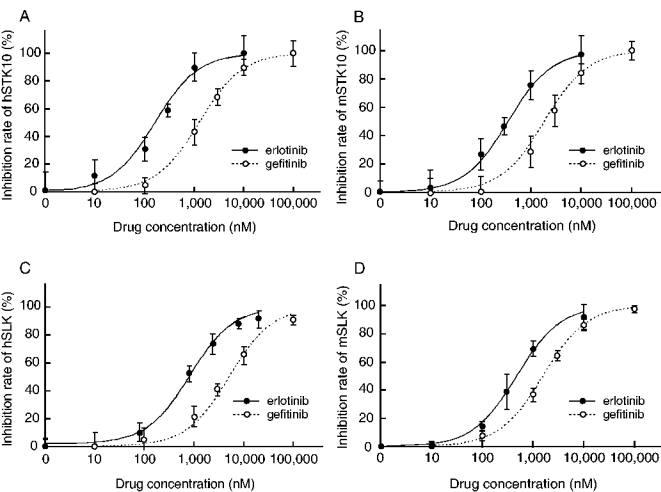 A
Inhibition rate of hSTK10 (%)
100
80
60
40
20
0
erlotinib
gefitinib
0 10 100 1,000 10,000 100,000
Drug concentration (nM)
B
Inhibition rate of mSTK10 (%)
100
80
60
40
20
0
erlotinib
gefitinib
0 10 100 1,000 10,000 100,000
Drug concentration (nM)
C
Inhibition rate of hSLK (%)
100
80
60
40
20
0
erlotinib
gefitinib
0 10 100 1,000 10,000 100,000
Drug concentration (nM)
D
Inhibition rate of mSLK (%)
100
80
60
40
20
0
erlotinib
gefitinib
0 10 100 1,000 10,000 100,000
Drug concentration (nM)